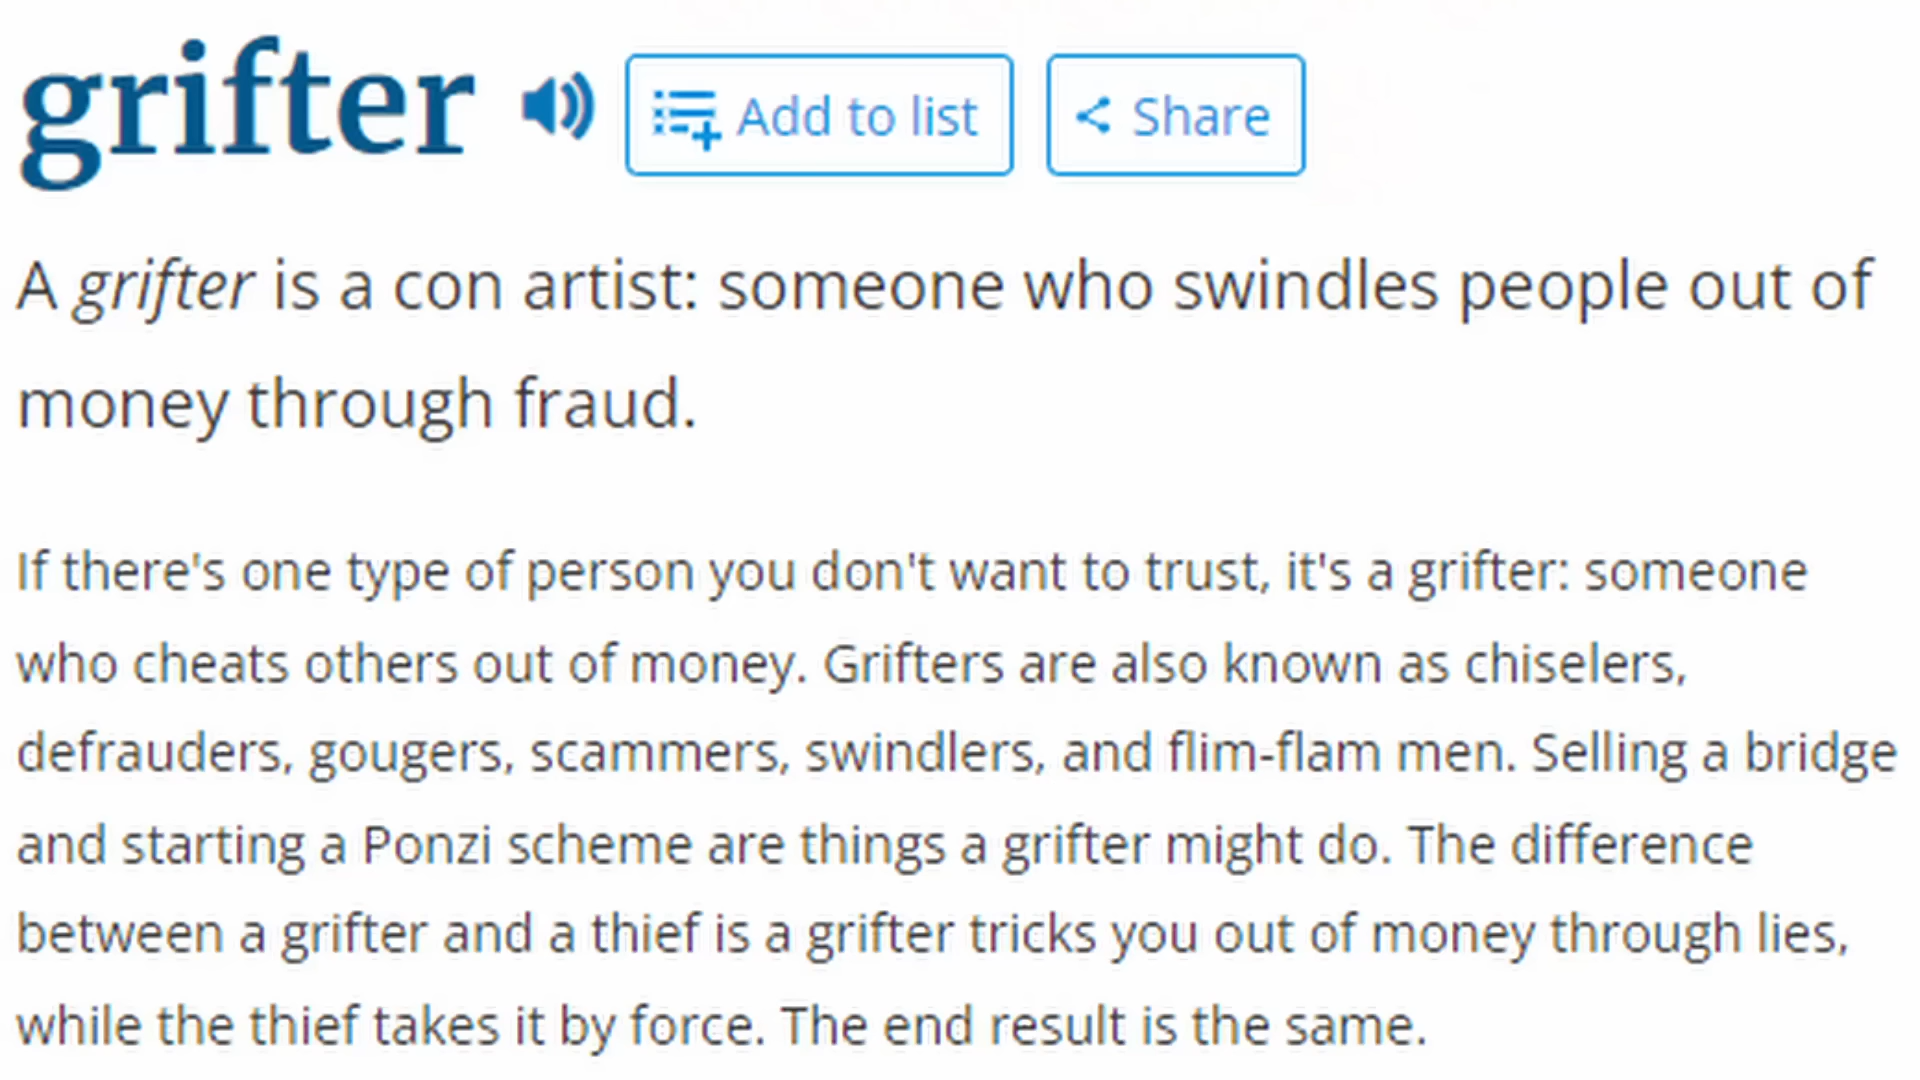 grifter
Add to list
Share
A grifter is a con artist: someone who swindles people out of
money through fraud.
If there's one type of person you don't want to trust, it's a grifter: someone
who cheats others out of money. Grifters are also known as chiselers,
defrauders, gougers, scammers, swindlers, and flim-flam men. Selling a bridge
and starting a Ponzi scheme are things a grifter might do. The difference
between a grifter and a thief is a grifter tricks you out of money through lies,
while the thief takes it by force. The end result is the same.